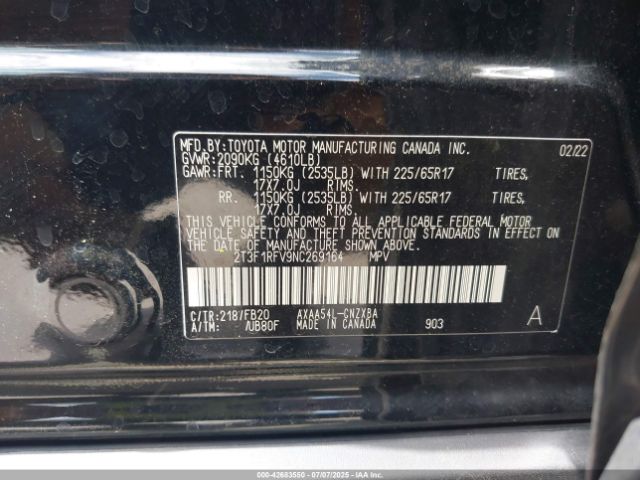 MFD.BY:TOYOTA MOTOR MANUFACTURING CANADA INC. 02/22
GVWR:2090KG (4610LB)
GAWR:FRT. 1150KG (2535LB) WITH 225/65R17 TIRES,
17X7.0J RIMS.
RR. 1150KG (2535LB) WITH 225/65R17 TIRES,
17X7.0J RIMS.
THIS VEHICLE CONFORMS TO ALL APPLICABLE FEDERAL MOTOR
VEHICLE SAFETY, BUMPER, AND THEFT PREVENTION STANDARDS
IN EFFECT ON THE
DATE OF MANUFACTURE SHOWN ABOVE.
2T3F1RFV9NC269164 MPV
C/TR:218/FB20 AXAA54L-GNZXBA A
A/TM: /UB80F MADE IN CANADA 903
000-42683550 - 07/07/2025 - IAAI.COM